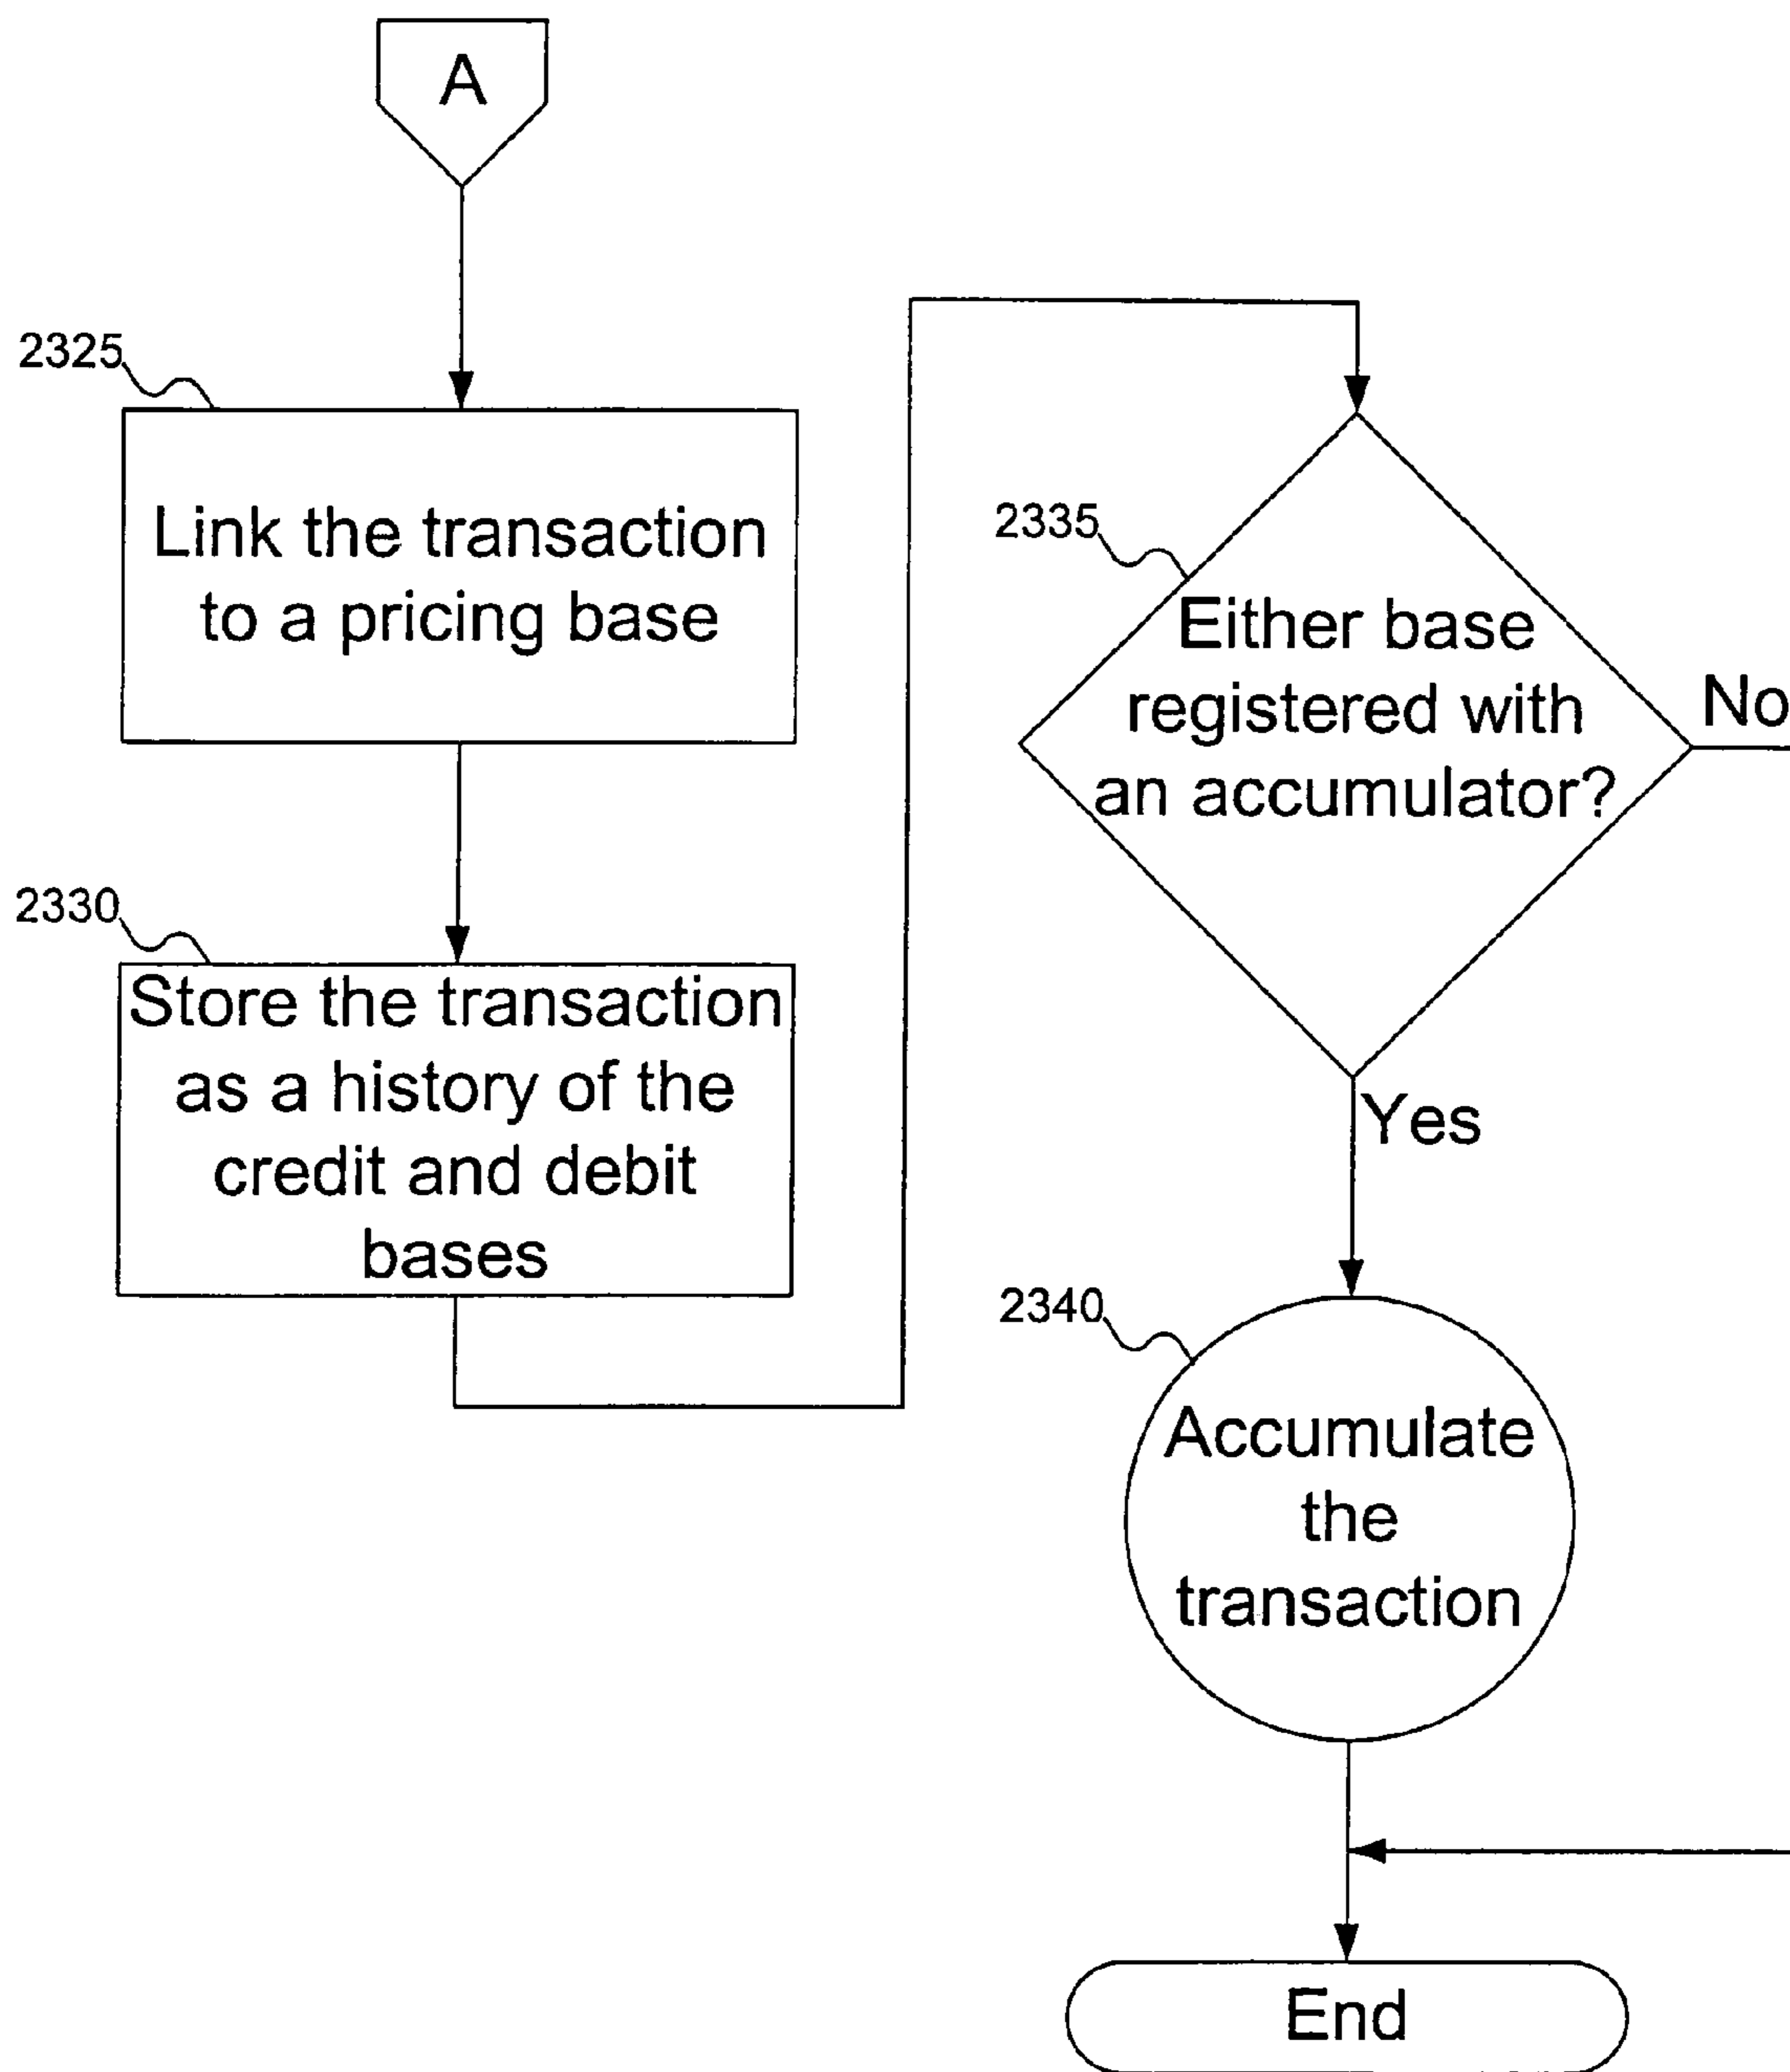 A
2325
Link the transaction
to a pricing base
2330
Store the transaction
as a history of the
credit and debit
bases
2335
Either base
registered with
an accumulator?
No
Yes
2340
Accumulate
the
transaction
End